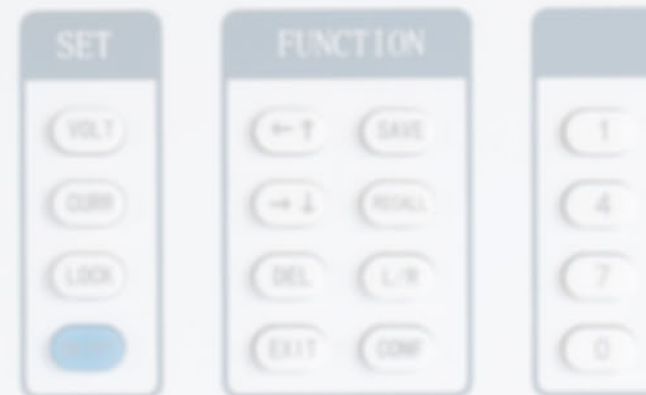 SET
VOLT
CURR
LOCK
FUNCTION
←↑ SAVE
→↓ RECALL
DEL
EXIT CONF
1
4
7
0